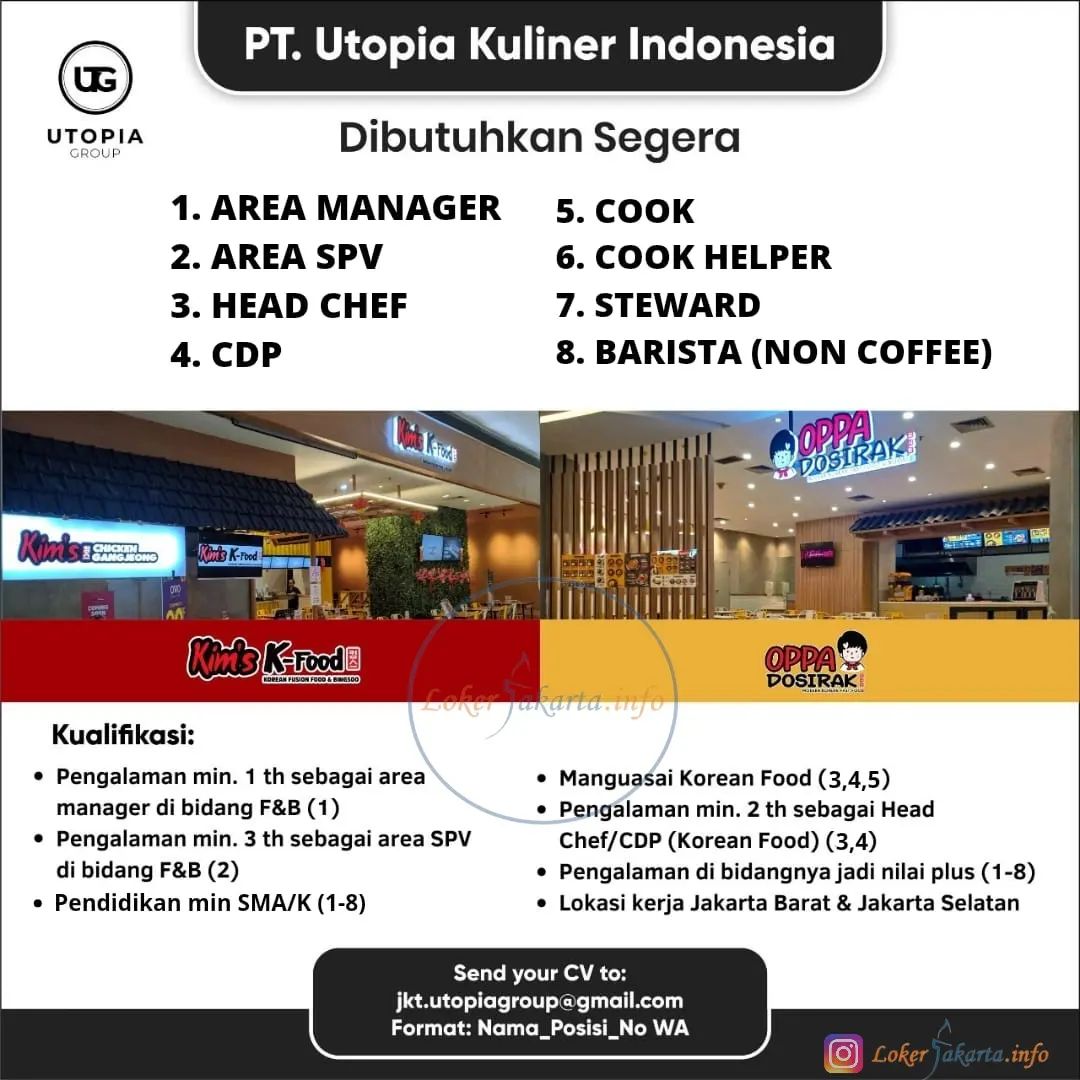 PT. Utopia Kuliner Indonesia
UG
UTOPIA
GROUP
Dibutuhkan Segera
1. AREA MANAGER
2. AREA SPV
3. HEAD CHEF
4. CDP
5. COOK
6. COOK HELPER
7. STEWARD
8. BARISTA (NON COFFEE)
Kim's K-Food
Kim's CHICKEN
GANGJEONG
Kim's K-Food
OPPA
DOSIRAK
Kim's K-Food
KOREAN FUSION FOOD & BINGSOO
OPPA
DOSIRAK
MODERN KOREAN FAST FOOD
Loker Jakarta.info
Kualifikasi:
• Pengalaman min. 1 th sebagai area
manager di bidang F&B (1)
• Pengalaman min. 3 th sebagai area SPV
di bidang F&B (2)
• Pendidikan min SMA/K (1-8)
• Manguasai Korean Food (3,4,5)
• Pengalaman min. 2 th sebagai Head
Chef/CDP (Korean Food) (3,4)
• Pengalaman di bidangnya jadi nilai plus (1-8)
• Lokasi kerja Jakarta Barat & Jakarta Selatan
Send your CV to:
jkt.utopiagroup@gmail.com
Format: Nama_Posisi_No WA
Loker Jakarta.info